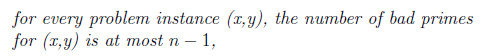 for every problem instance (x,y), the number of bad primes
for (x,y) is at most n − 1,